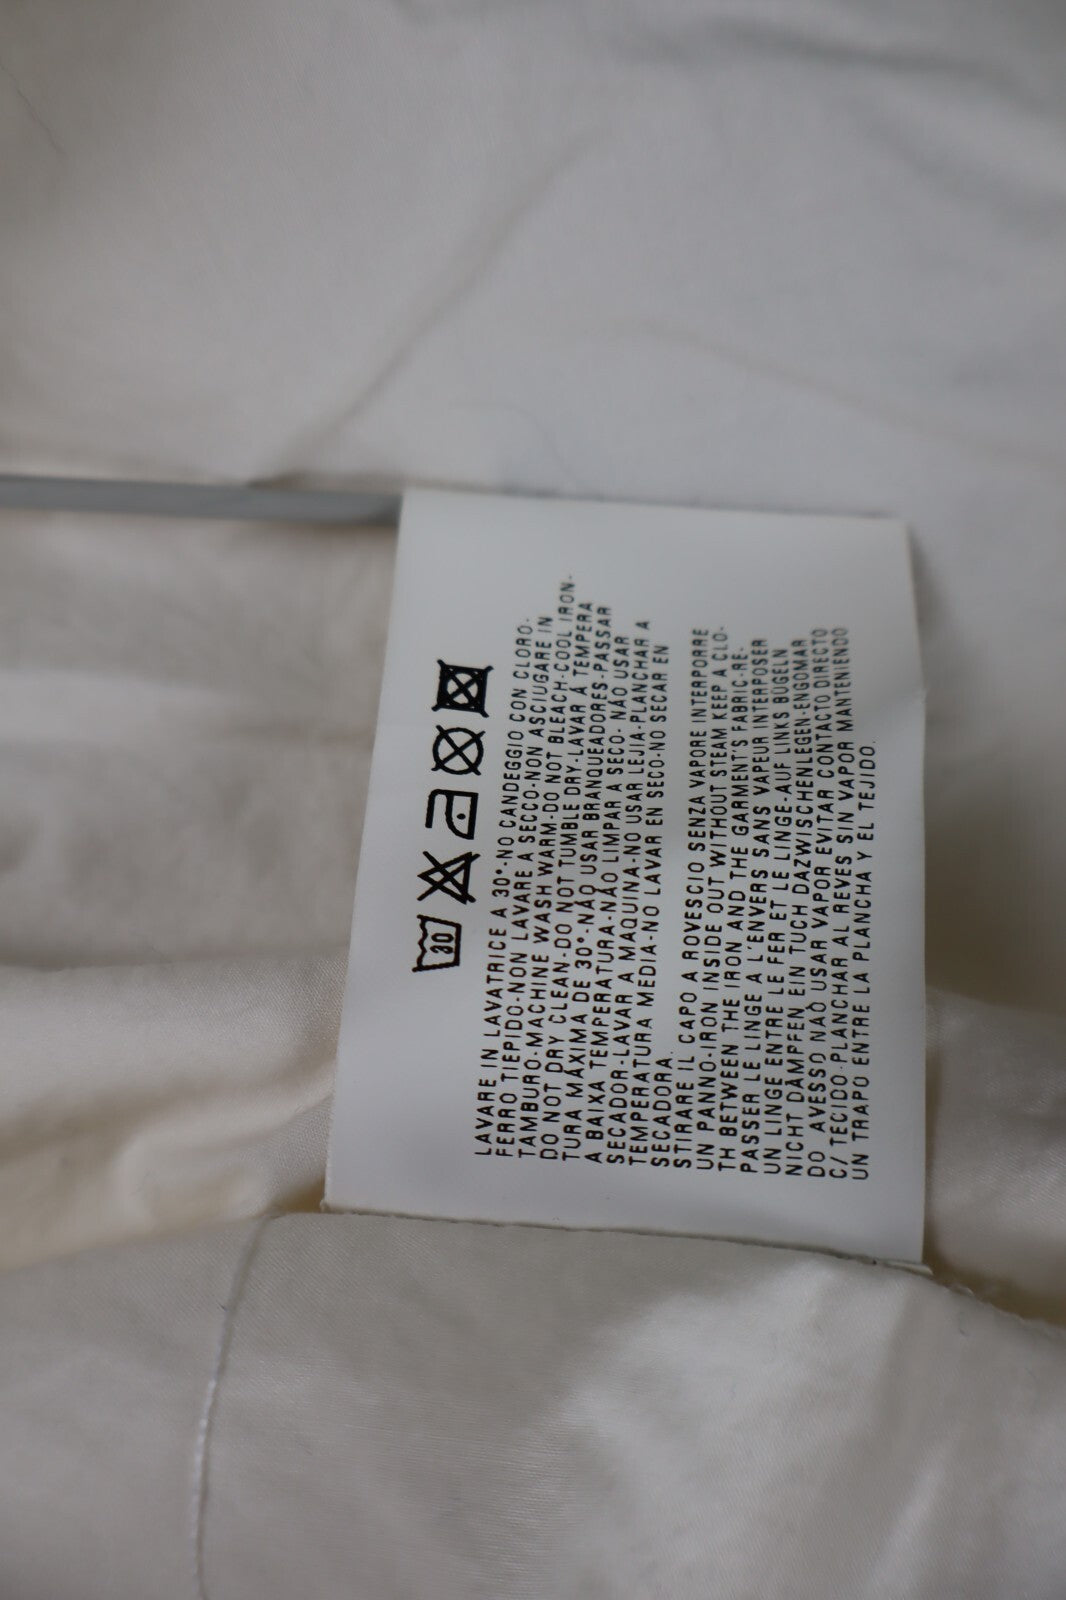 30
LAVARE IN LAVATRICE A 30°-NO CANDEGGIO CON CLORO-
FERRO TIEPIDO-NON LAVARE A SECCO-NON ASCIUGARE IN
TAMBURO-MACHINE WASH WARM-DO NOT BLEACH-COOL IRON-
DO NOT DRY CLEAN-DO NOT TUMBLE DRY-LAVAR Á TEMPERA
TURA MÁXIMA DE 30°-NÃO USAR BRANQUEADORES-PASSAR
A BAIXA TEMPERATURA-NÃO LIMPAR A SECO- NÃO USAR
SECADOR-LAVAR A MAQUINA-NO USAR LEJIA-PLANCHAR A
TEMPERATURA MEDIA-NO LAVAR EN SECO-NO SECAR EN
SECADORA.
STIRARE IL CAPO A ROVESCIO SENZA VAPORE INTERPORRE
UN PANNO-IRON INSIDE OUT WITHOUT STEAM KEEP A CLO-
TH BETWEEN THE IRON AND THE GARMENT'S FABRIC-RE-
PASSER LE LINGE A L'ENVERS SANS VAPEUR INTERPOSER
UN LINGE ENTRE LE FER ET LE LINGE-AUF LINKS BÜGELN
NICHT DÄMPFEN EIN TUCH DAZWISCHENLEGEN-ENGOMAR
DO AVESSO NAÒ USAR VAPOR EVITAR CONTACTO DIRECTO
C/ TECIDO-PLANCHAR AL REVES SIN VAPOR MANTENIENDO
UN TRAPO ENTRE LA PLANCHA Y EL TEJIDO.